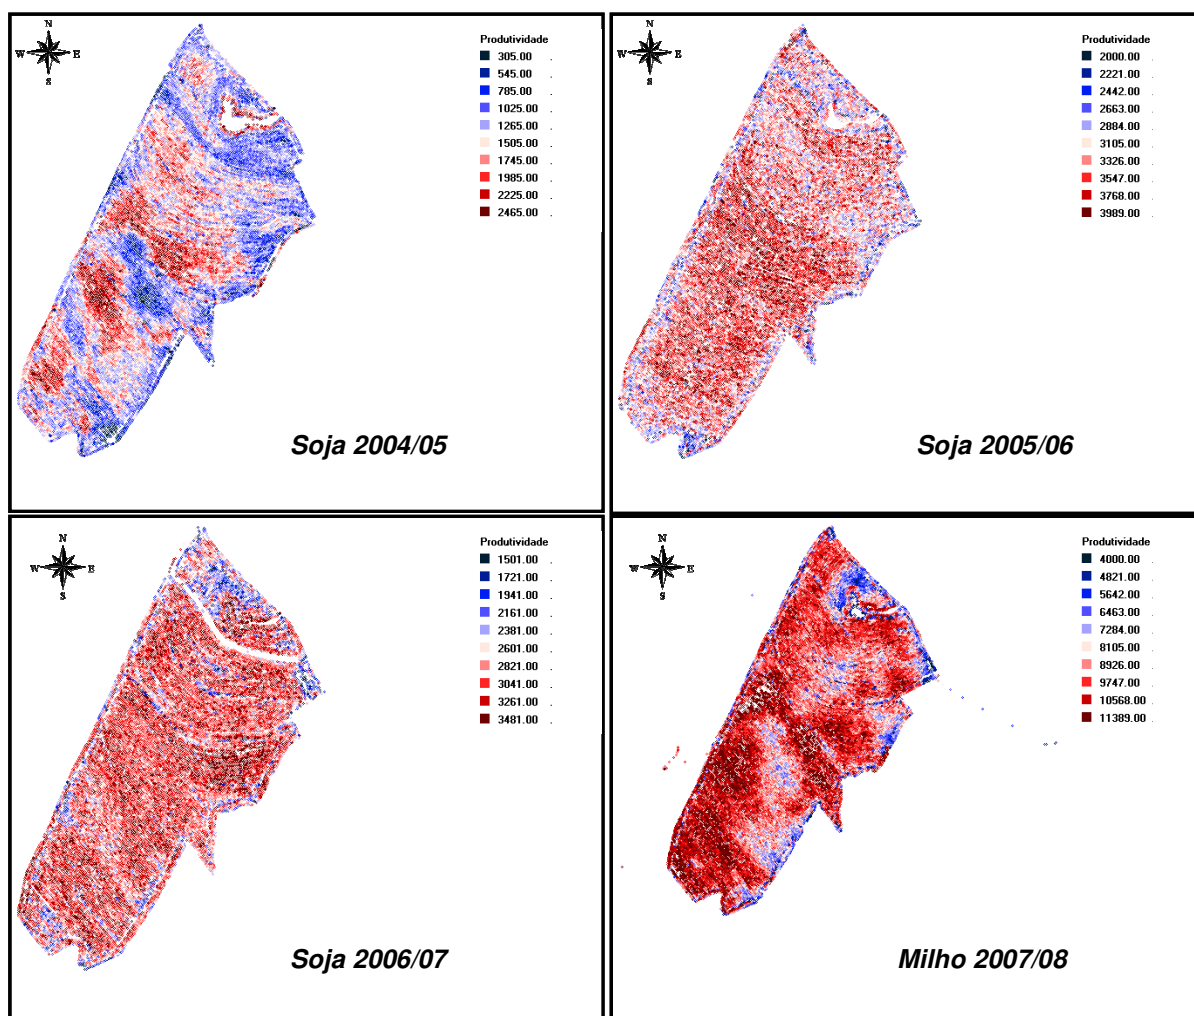 N
W E
S
Produtividade
305.00 .
545.00 .
785.00 .
1025.00 .
1265.00 .
1505.00 .
1745.00 .
1985.00 .
2225.00 .
2465.00 .
Soja 2004/05
N
W E
S
Produtividade
2000.00 .
2221.00 .
2442.00 .
2663.00 .
2884.00 .
3105.00 .
3326.00 .
3547.00 .
3768.00 .
3989.00 .
Soja 2005/06
N
W E
S
Produtividade
1501.00 .
1721.00 .
1941.00 .
2161.00 .
2381.00 .
2601.00 .
2821.00 .
3041.00 .
3261.00 .
3481.00 .
Soja 2006/07
N
W E
S
Produtividade
4000.00 .
4821.00 .
5642.00 .
6463.00 .
7284.00 .
8105.00 .
8926.00 .
9747.00 .
10568.00 .
11389.00 .
Milho 2007/08